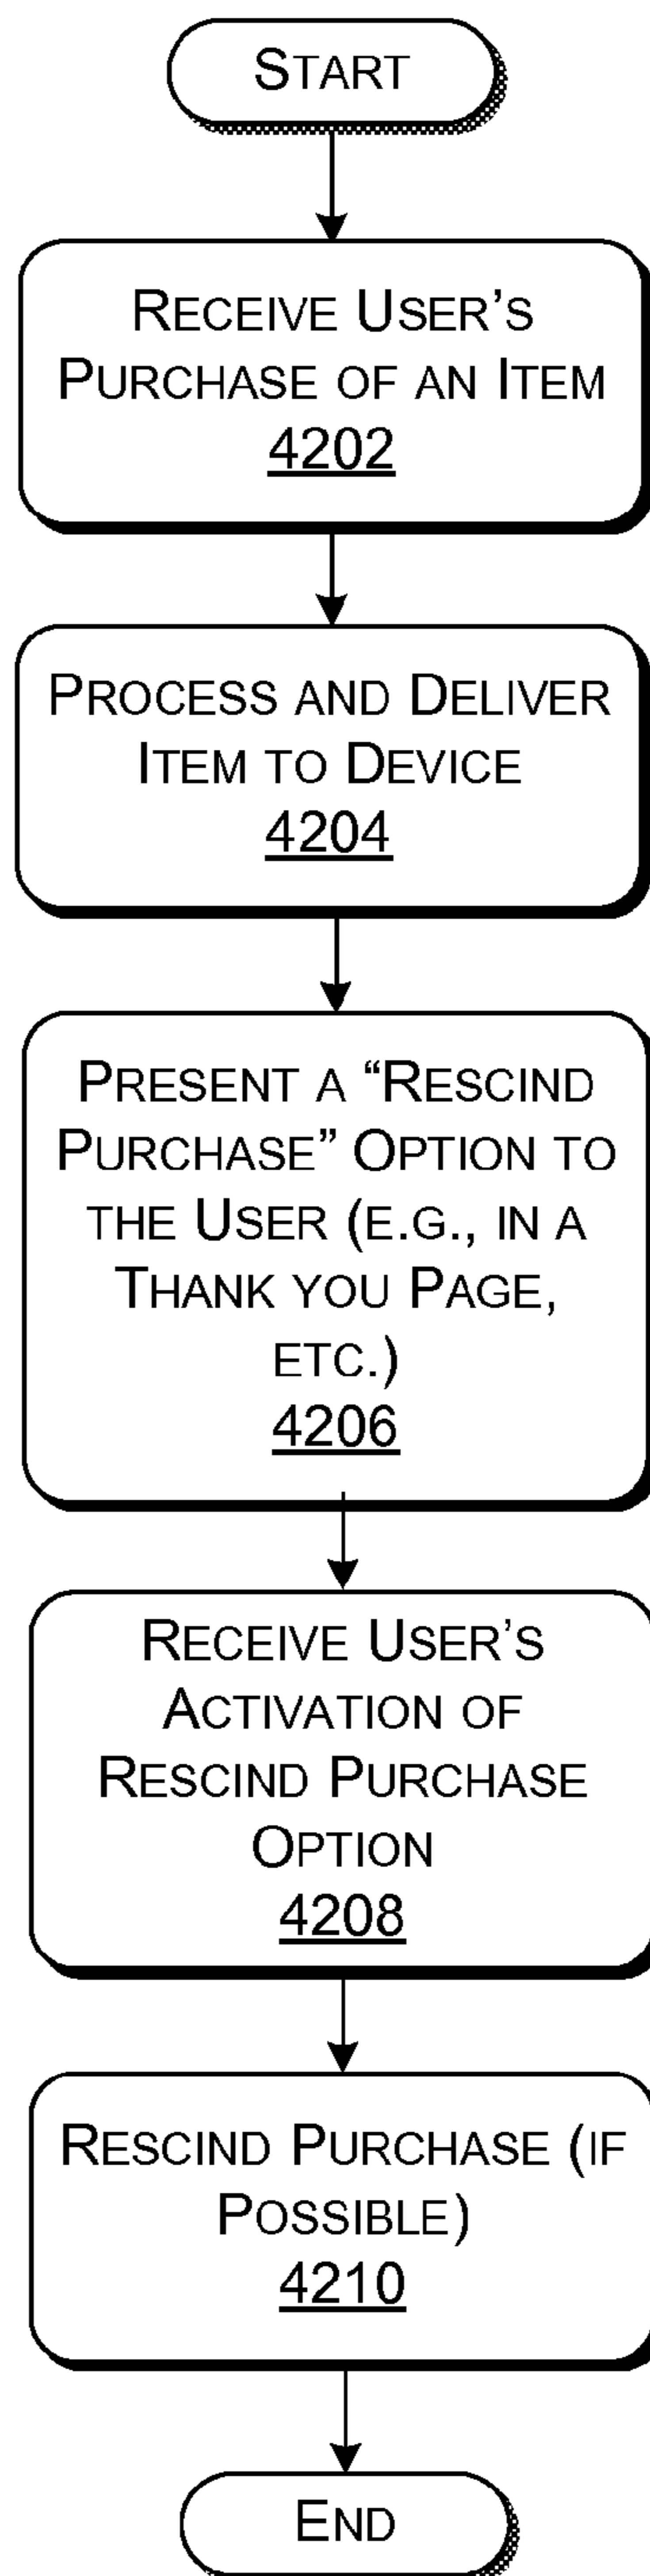 START
RECEIVE USER’S
PURCHASE OF AN ITEM
4202
PROCESS AND DELIVER
ITEM TO DEVICE
4204
PRESENT A “RESCIND
PURCHASE” OPTION TO
THE USER (E.G., IN A
THANK YOU PAGE,
ETC.)
4206
RECEIVE USER’S
ACTIVATION OF
RESCIND PURCHASE
OPTION
4208
RESCIND PURCHASE (IF
POSSIBLE)
4210
END